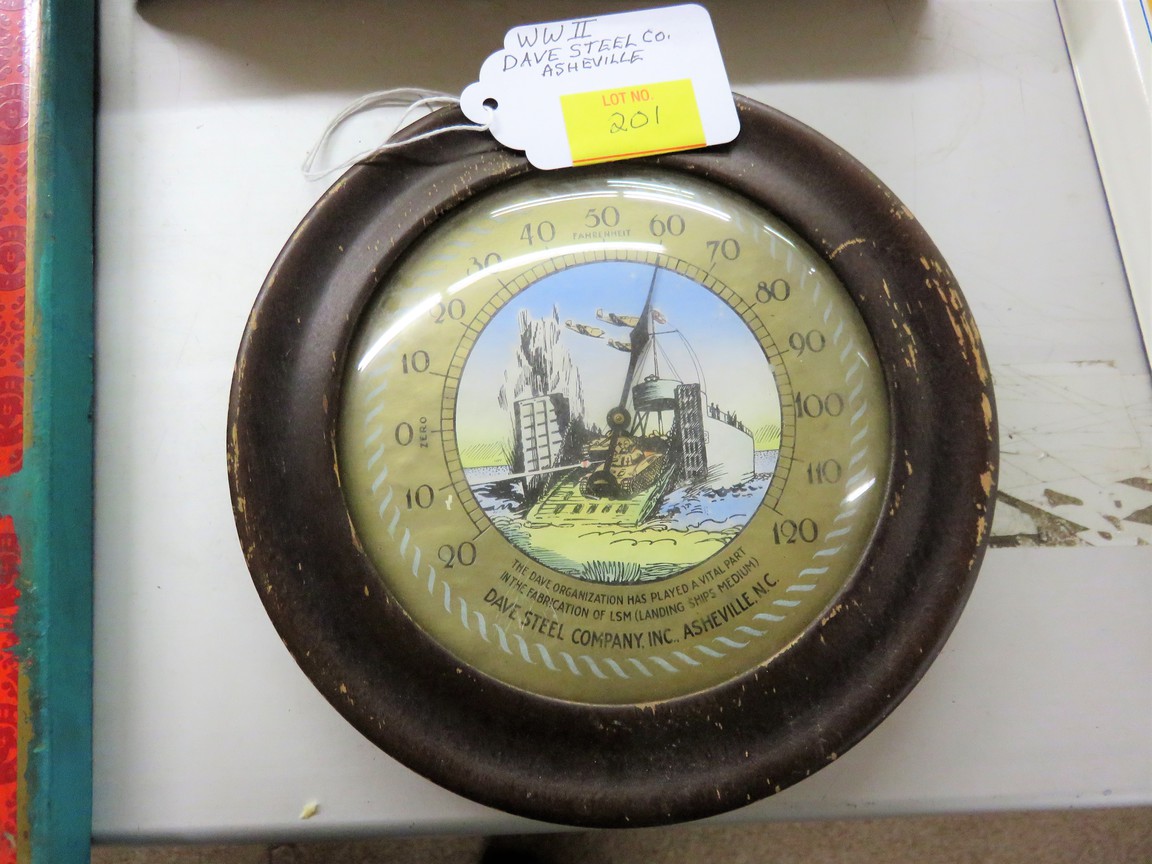 WW II
DAVE STEEL CO.
ASHEVILLE
LOT NO.
201
20 10 0 10 20 30 40 50 60 70 80 90 100 110 120
FAHRENHEIT
ZERO
THE DAVE ORGANIZATION HAS PLAYED A VITAL PART
IN THE FABRICATION OF LSM (LANDING SHIPS MEDIUM)
DAVE STEEL COMPANY, INC., ASHEVILLE, N.C.